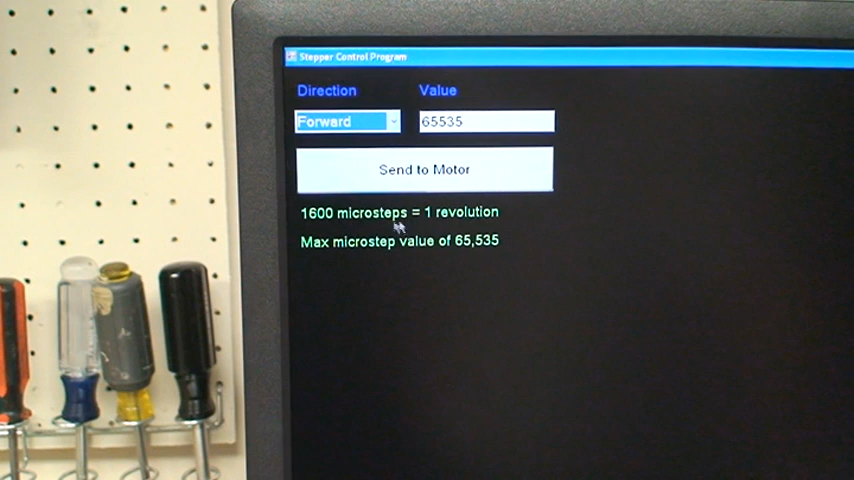 Stepper Control Program
Direction Value
Forward 65535
Send to Motor
1600 microsteps = 1 revolution
Max microstep value of 65,535